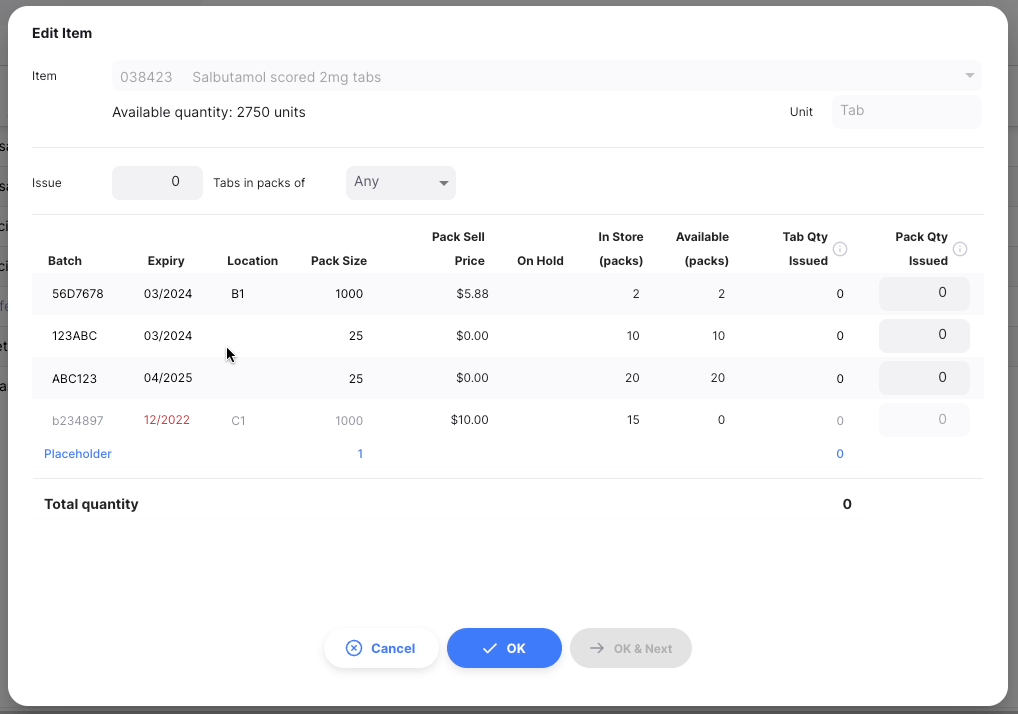 Edit Item
Item 038423 Salbutamol scored 2mg tabs
Available quantity: 2750 units Unit Tab
Issue 0 Tabs in packs of Any
Batch Expiry Location Pack Size Pack Sell Price On Hold In Store (packs) Available (packs) Tab Qty Issued Pack Qty Issued
56D7678 03/2024 B1 1000 $5.88 2 2 0 0
123ABC 03/2024 25 $0.00 10 10 0 0
ABC123 04/2025 25 $0.00 20 20 0 0
b234897 12/2022 C1 1000 $10.00 15 0 0 0
Placeholder 1 0
Total quantity 0
Cancel OK OK & Next